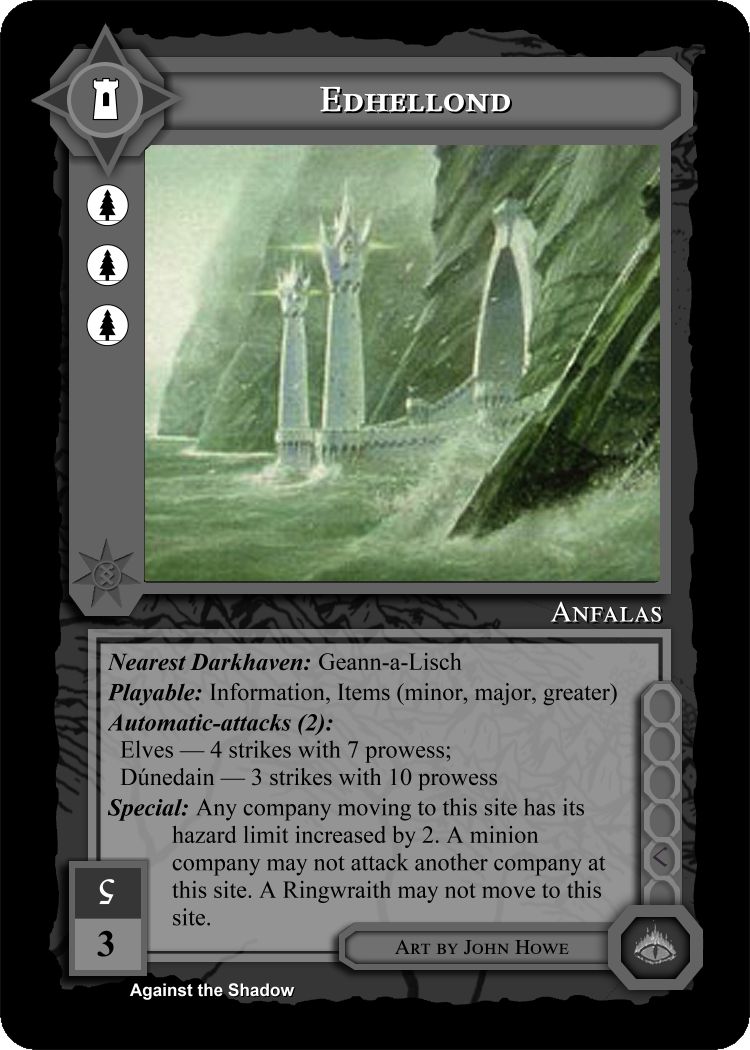 Edhellond
Anfalas
Nearest Darkhaven: Geann-a-Lisch
Playable: Information, Items (minor, major, greater)
Automatic-attacks (2):
Elves — 4 strikes with 7 prowess;
Dúnedain — 3 strikes with 10 prowess
Special: Any company moving to this site has its
hazard limit increased by 2. A minion
company may not attack another company at
this site. A Ringwraith may not move to this
site.
3
Art by John Howe
Against the Shadow